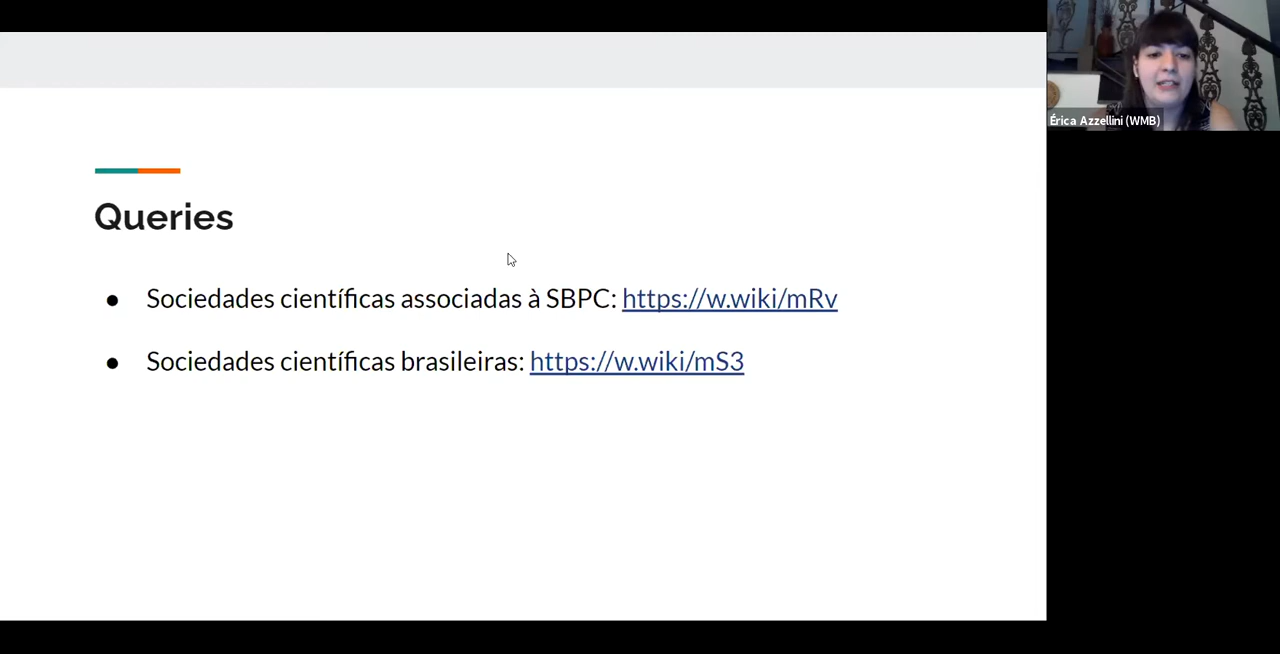 Queries
● Sociedades científicas associadas à SBPC: https://w.wiki/mRv
● Sociedades científicas brasileiras: https://w.wiki/mS3
Érica Azzellini (WMB)